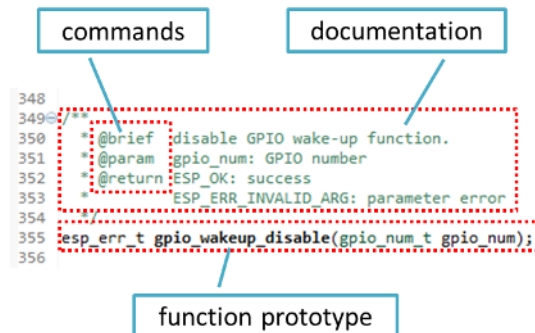 commands
documentation
348
349 /**
350 * @brief disable GPIO wake-up function.
351 * @param gpio_num: GPIO number
352 * @return ESP_OK: success
353 * ESP_ERR_INVALID_ARG: parameter error
354 */
355 esp_err_t gpio_wakeup_disable(gpio_num_t gpio_num);
356
function prototype